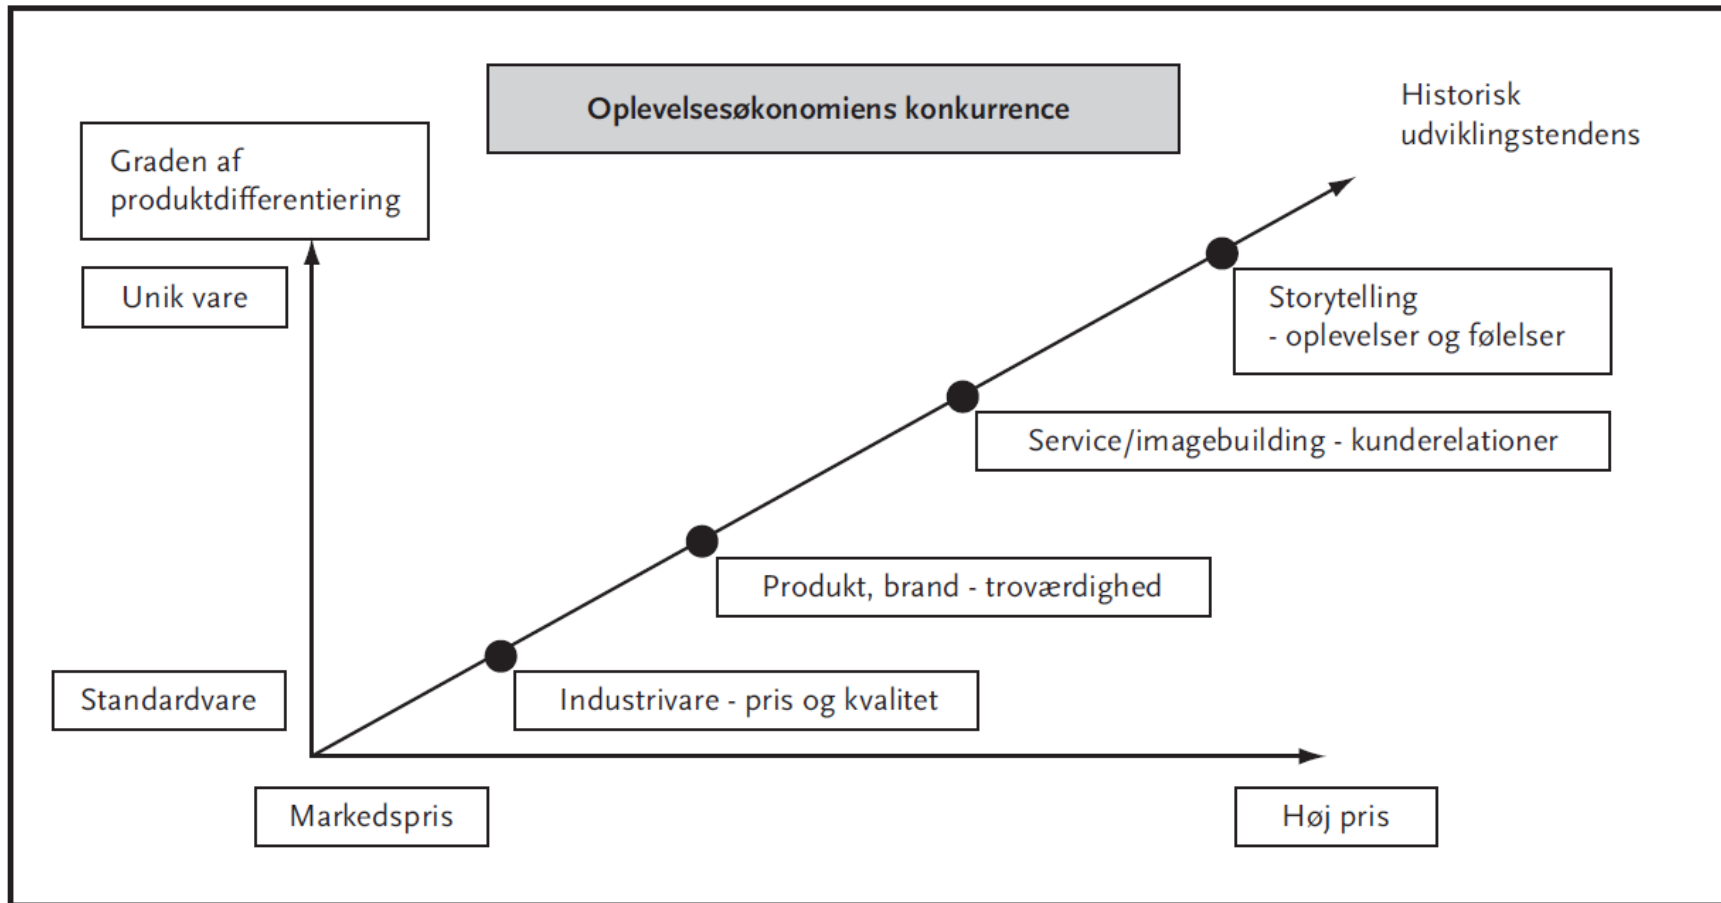 Oplevelsesøkonomiens konkurrence
Historisk
udviklingstendens
Graden af
produktdifferentiering
Unik vare
Storytelling
- oplevelser og følelser
Service/imagebuilding - kunderelationer
Produkt, brand - troværdighed
Standardvare
Industrivare - pris og kvalitet
Markedspris
Høj pris